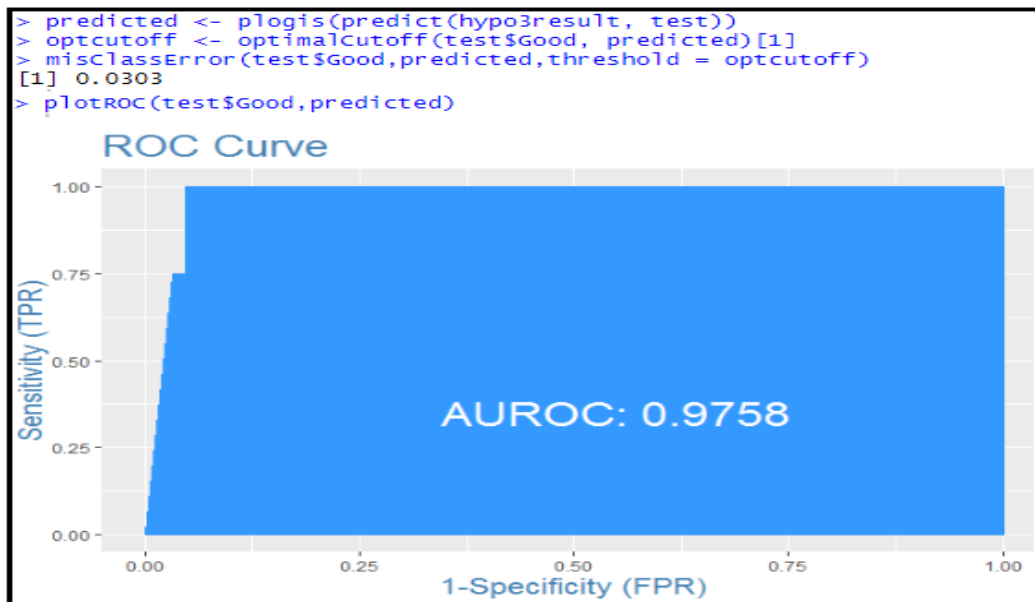 > predicted <- plogis(predict(hypo3result, test))
> optcutoff <- optimalCutoff(test$Good, predicted)[1]
> misClassError(test$Good,predicted,threshold = optcutoff)
[1] 0.0303
> plotROC(test$Good,predicted)
ROC Curve
1.00
0.75
0.50
0.25
0.00
Sensitivity (TPR)
AUROC: 0.9758
0.00 0.25 0.50 0.75 1.00
1-Specificity (FPR)